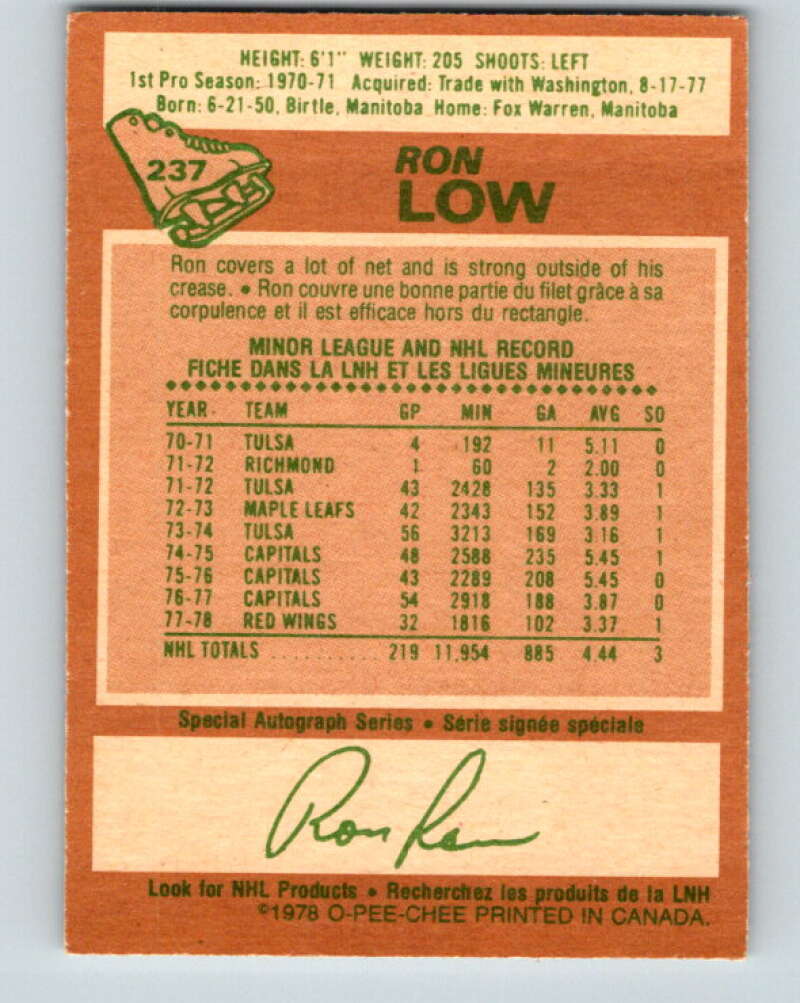 HEIGHT: 6'1" WEIGHT: 205 SHOOTS: LEFT
1st Pro Season: 1970-71 Acquired: Trade with Washington, 8-17-77
Born: 6-21-50, Birtle, Manitoba Home: Fox Warren, Manitoba
237
RON
LOW
Ron covers a lot of net and is strong outside of his
crease. • Ron couvre une bonne partie du filet grâce à sa
corpulence et il est efficace hors du rectangle.
MINOR LEAGUE AND NHL RECORD
FICHE DANS LA LNH ET LES LIGUES MINEURES
YEAR TEAM GP MIN GA AVG SO
70-71 TULSA 4 192 11 5.11 0
71-72 RICHMOND 1 60 2 2.00 0
71-72 TULSA 43 2428 135 3.33 1
72-73 MAPLE LEAFS 42 2343 152 3.89 1
73-74 TULSA 56 3213 169 3.16 1
74-75 CAPITALS 48 2588 235 5.45 1
75-76 CAPITALS 43 2289 208 5.45 0
76-77 CAPITALS 54 2918 188 3.87 0
77-78 RED WINGS 32 1816 102 3.37 1
NHL TOTALS .......... 219 11,954 885 4.44 3
Special Autograph Series • Série signée spéciale
Ron Low
Look for NHL Products • Recherchez les produits de la LNH
©1978 O-PEE-CHEE PRINTED IN CANADA.